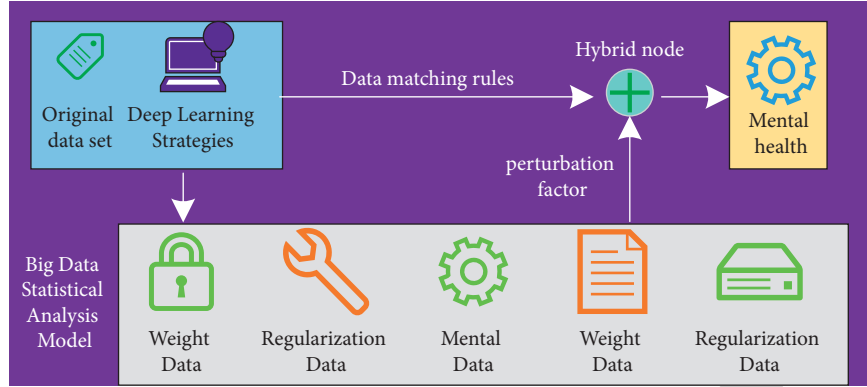 Original
data set
Deep Learning
Strategies
Data matching rules
Hybrid node
Mental
health
perturbation
factor
Big Data
Statistical
Analysis
Model
Weight
Data
Regularization
Data
Mental
Data
Weight
Data
Regularization
Data